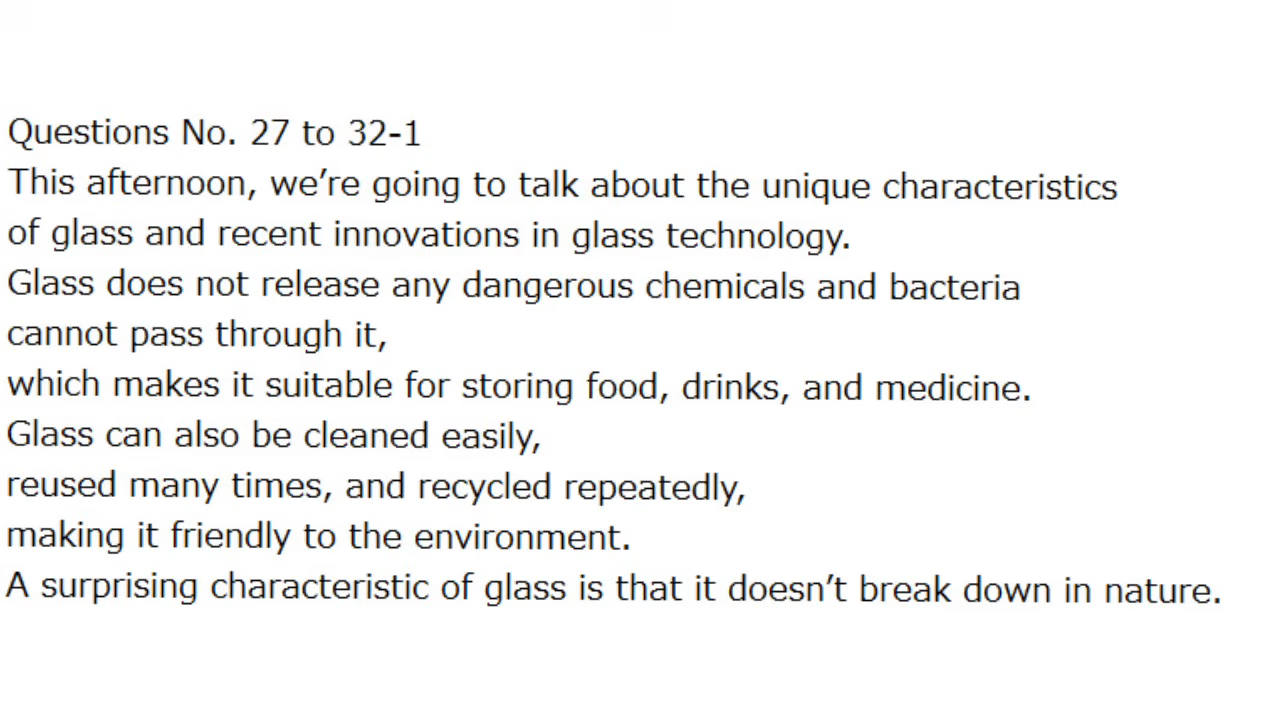 Questions No. 27 to 32-1
This afternoon, we’re going to talk about the unique characteristics
of glass and recent innovations in glass technology.
Glass does not release any dangerous chemicals and bacteria
cannot pass through it,
which makes it suitable for storing food, drinks, and medicine.
Glass can also be cleaned easily,
reused many times, and recycled repeatedly,
making it friendly to the environment.
A surprising characteristic of glass is that it doesn’t break down in nature.